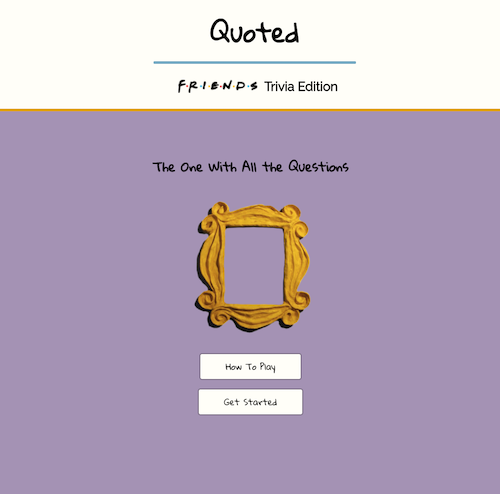 Quoted
F·R·I·E·N·D·S Trivia Edition
The One With All the Questions
How To Play
Get Started